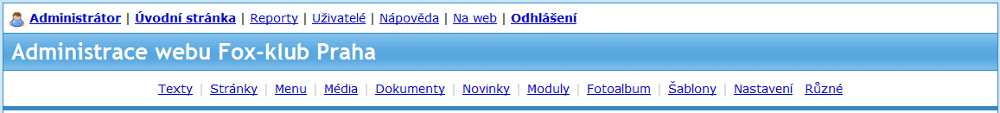 Administrátor | Úvodní stránka | Reporty | Uživatelé | Nápověda | Na web | Odhlášení
Administrace webu Fox-klub Praha
Texty | Stránky | Menu | Média | Dokumenty | Novinky | Moduly | Fotoalbum | Šablony | Nastavení Různé